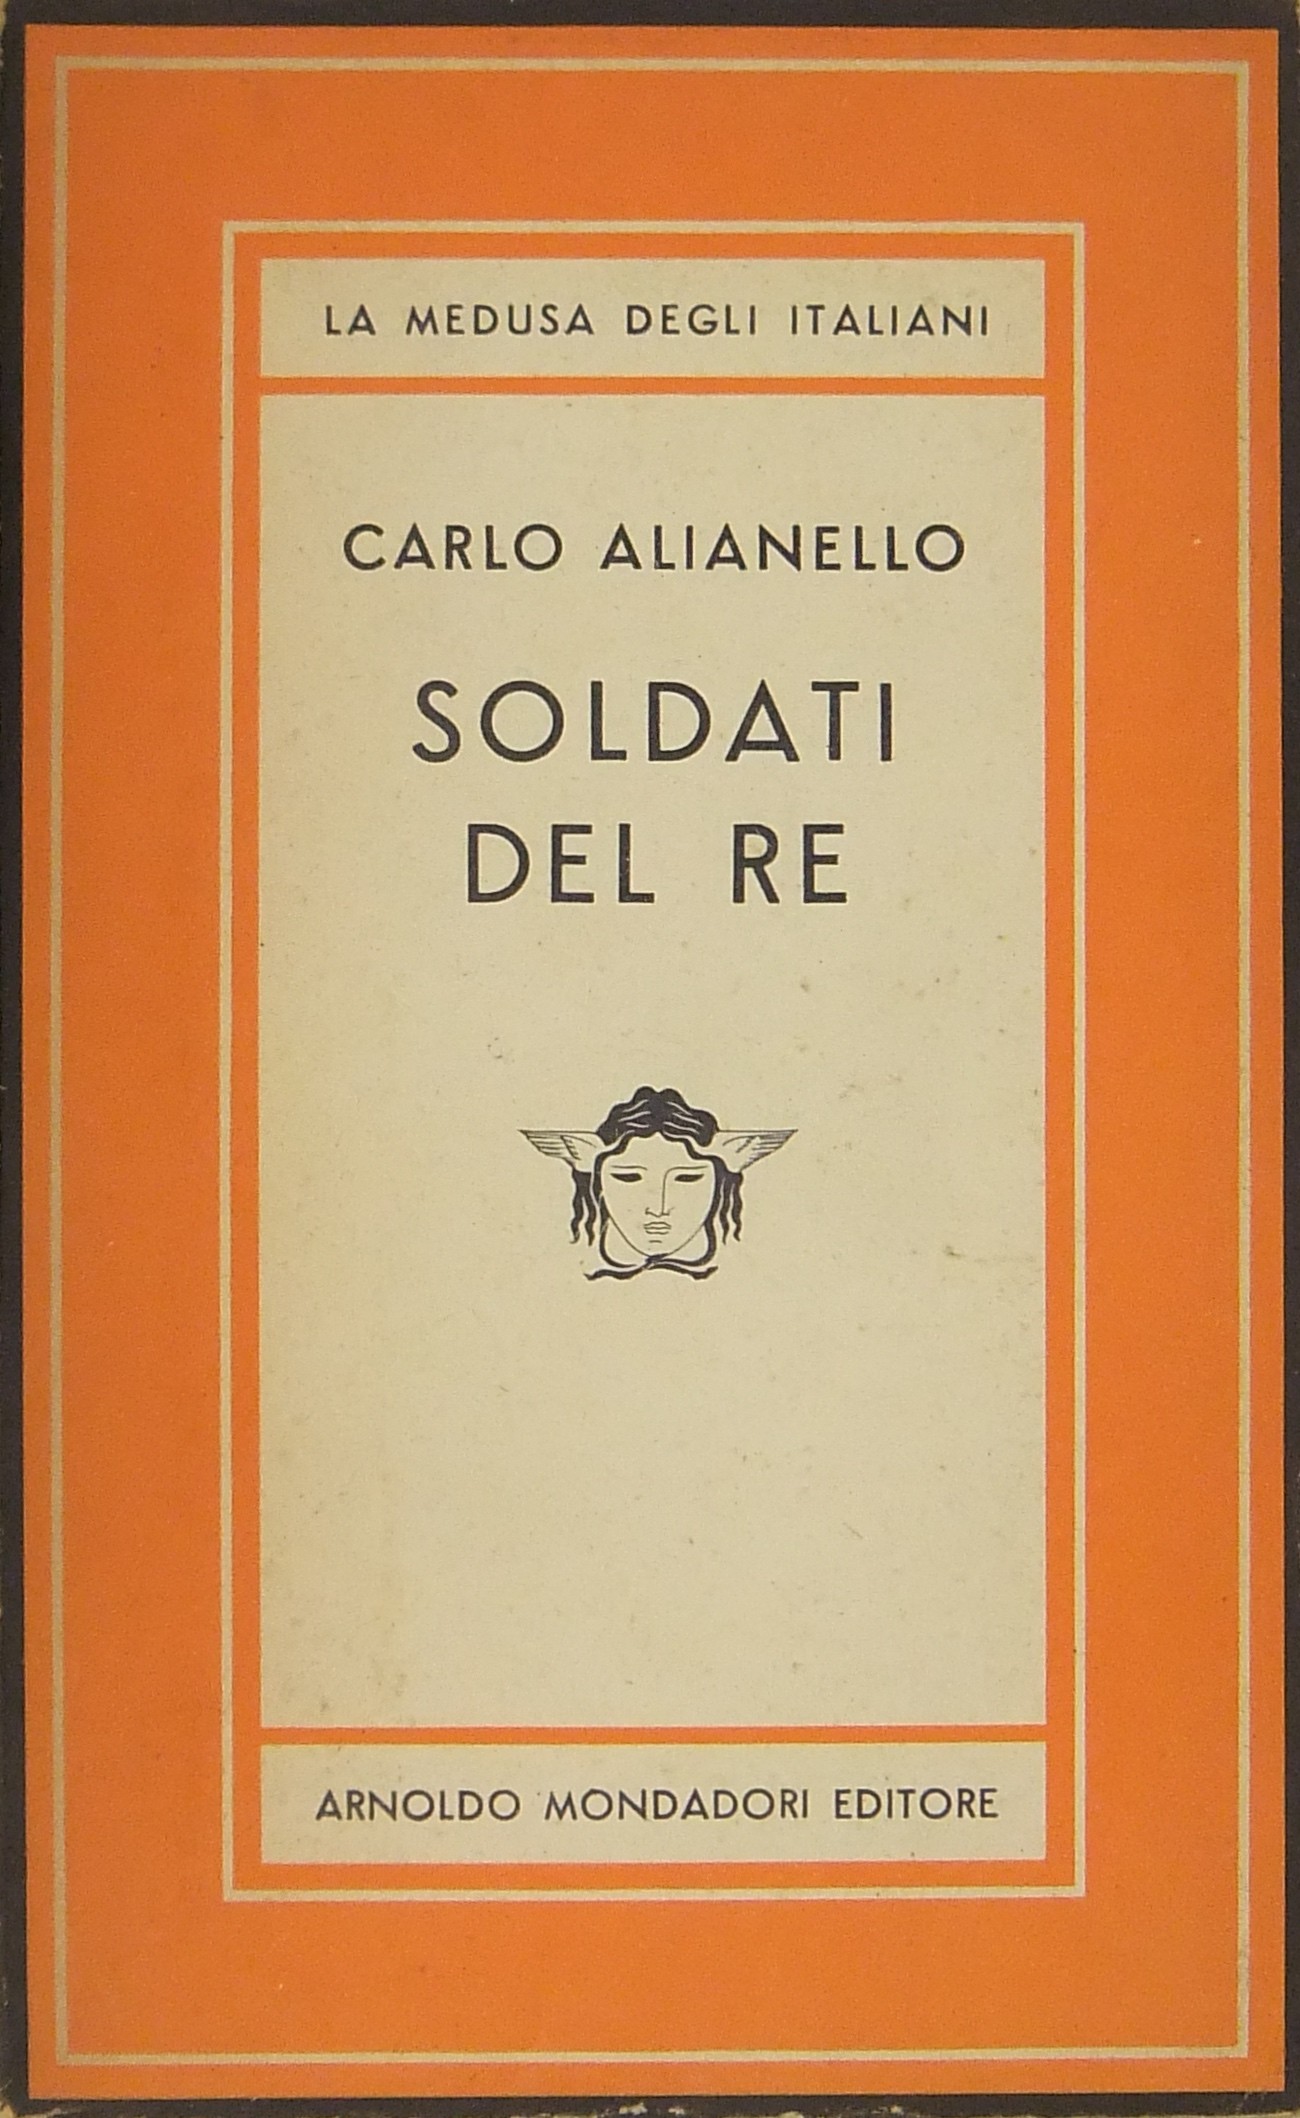 LA MEDUSA DEGLI ITALIANI
CARLO ALIANELLO
SOLDATI
DEL RE
ARNOLDO MONDADORI EDITORE